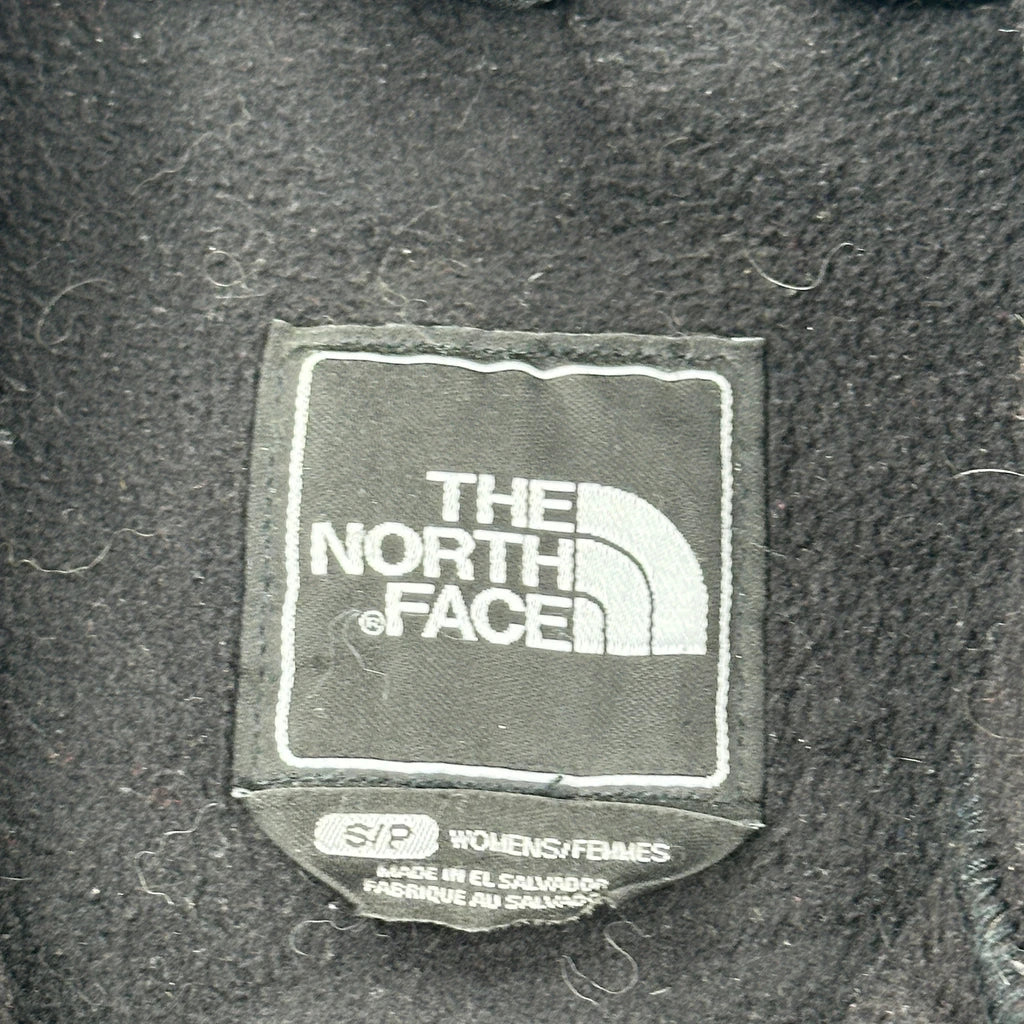 THE
NORTH
®FACE
S/P WOMENS/FEMMES
MADE IN EL SALVADOR
FABRIQUE AU SALVADOR